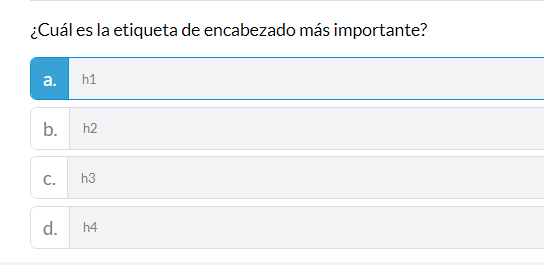 ¿Cuál es la etiqueta de encabezado más importante?
a. h1
b. h2
c. h3
d. h4